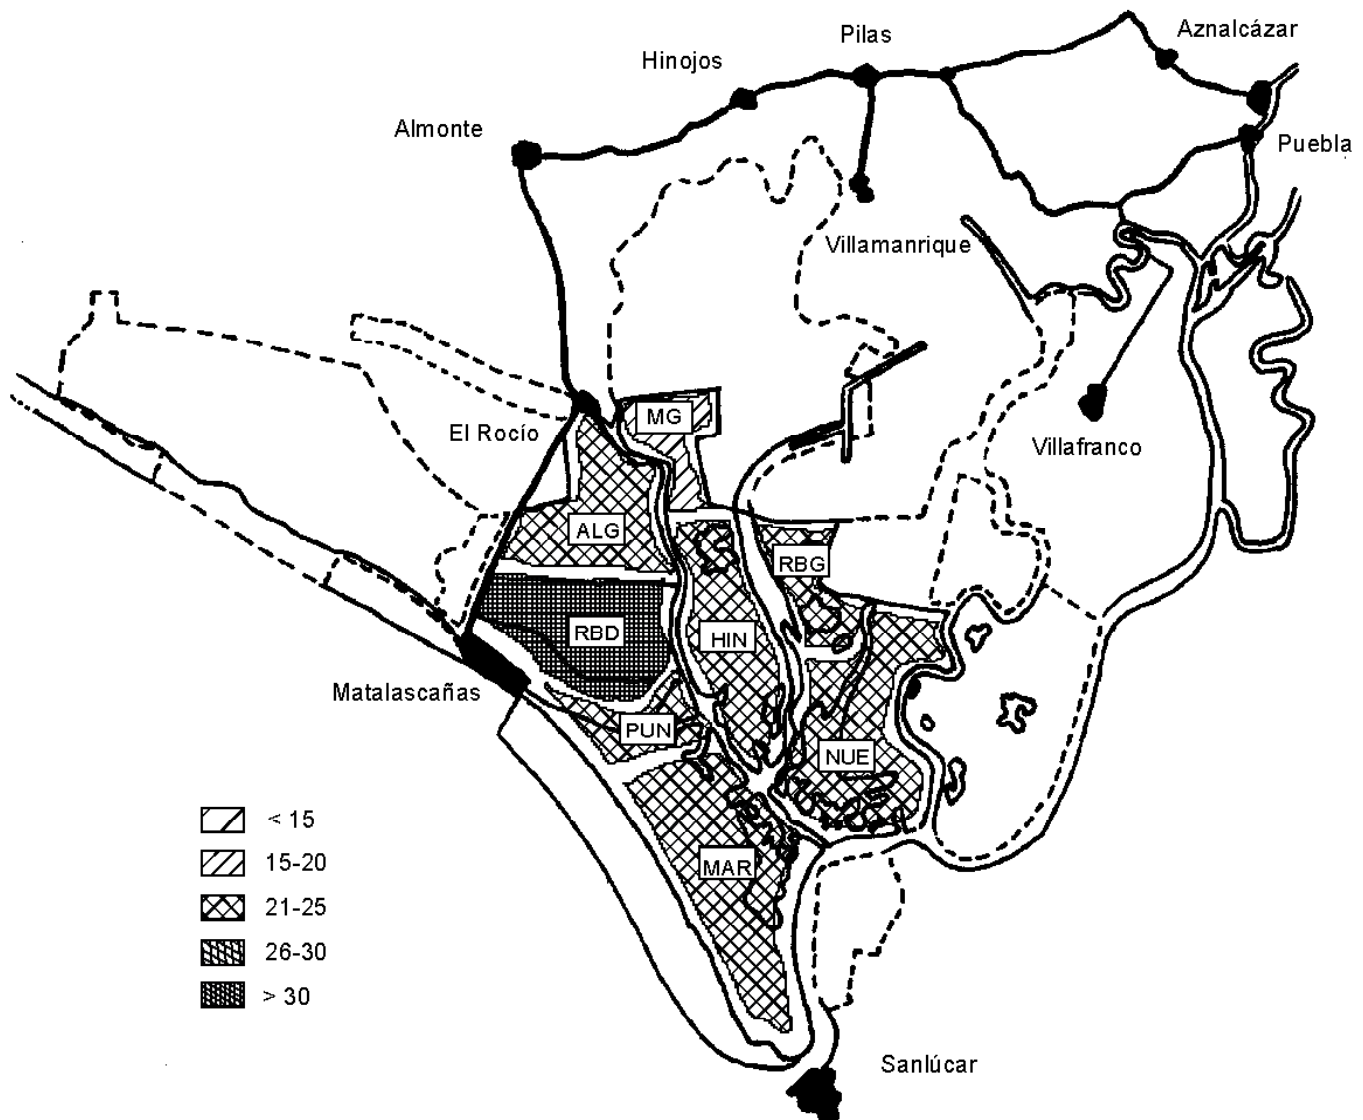 Aznalcázar
Pilas
Hinojos
Almonte
Puebla
Villamanrique
MG
El Rocío
Villafranco
ALG
RBG
RBD
HIN
Matalascañas
PUN
NUE
MAR
< 15
15-20
21-25
26-30
> 30
Sanlúcar